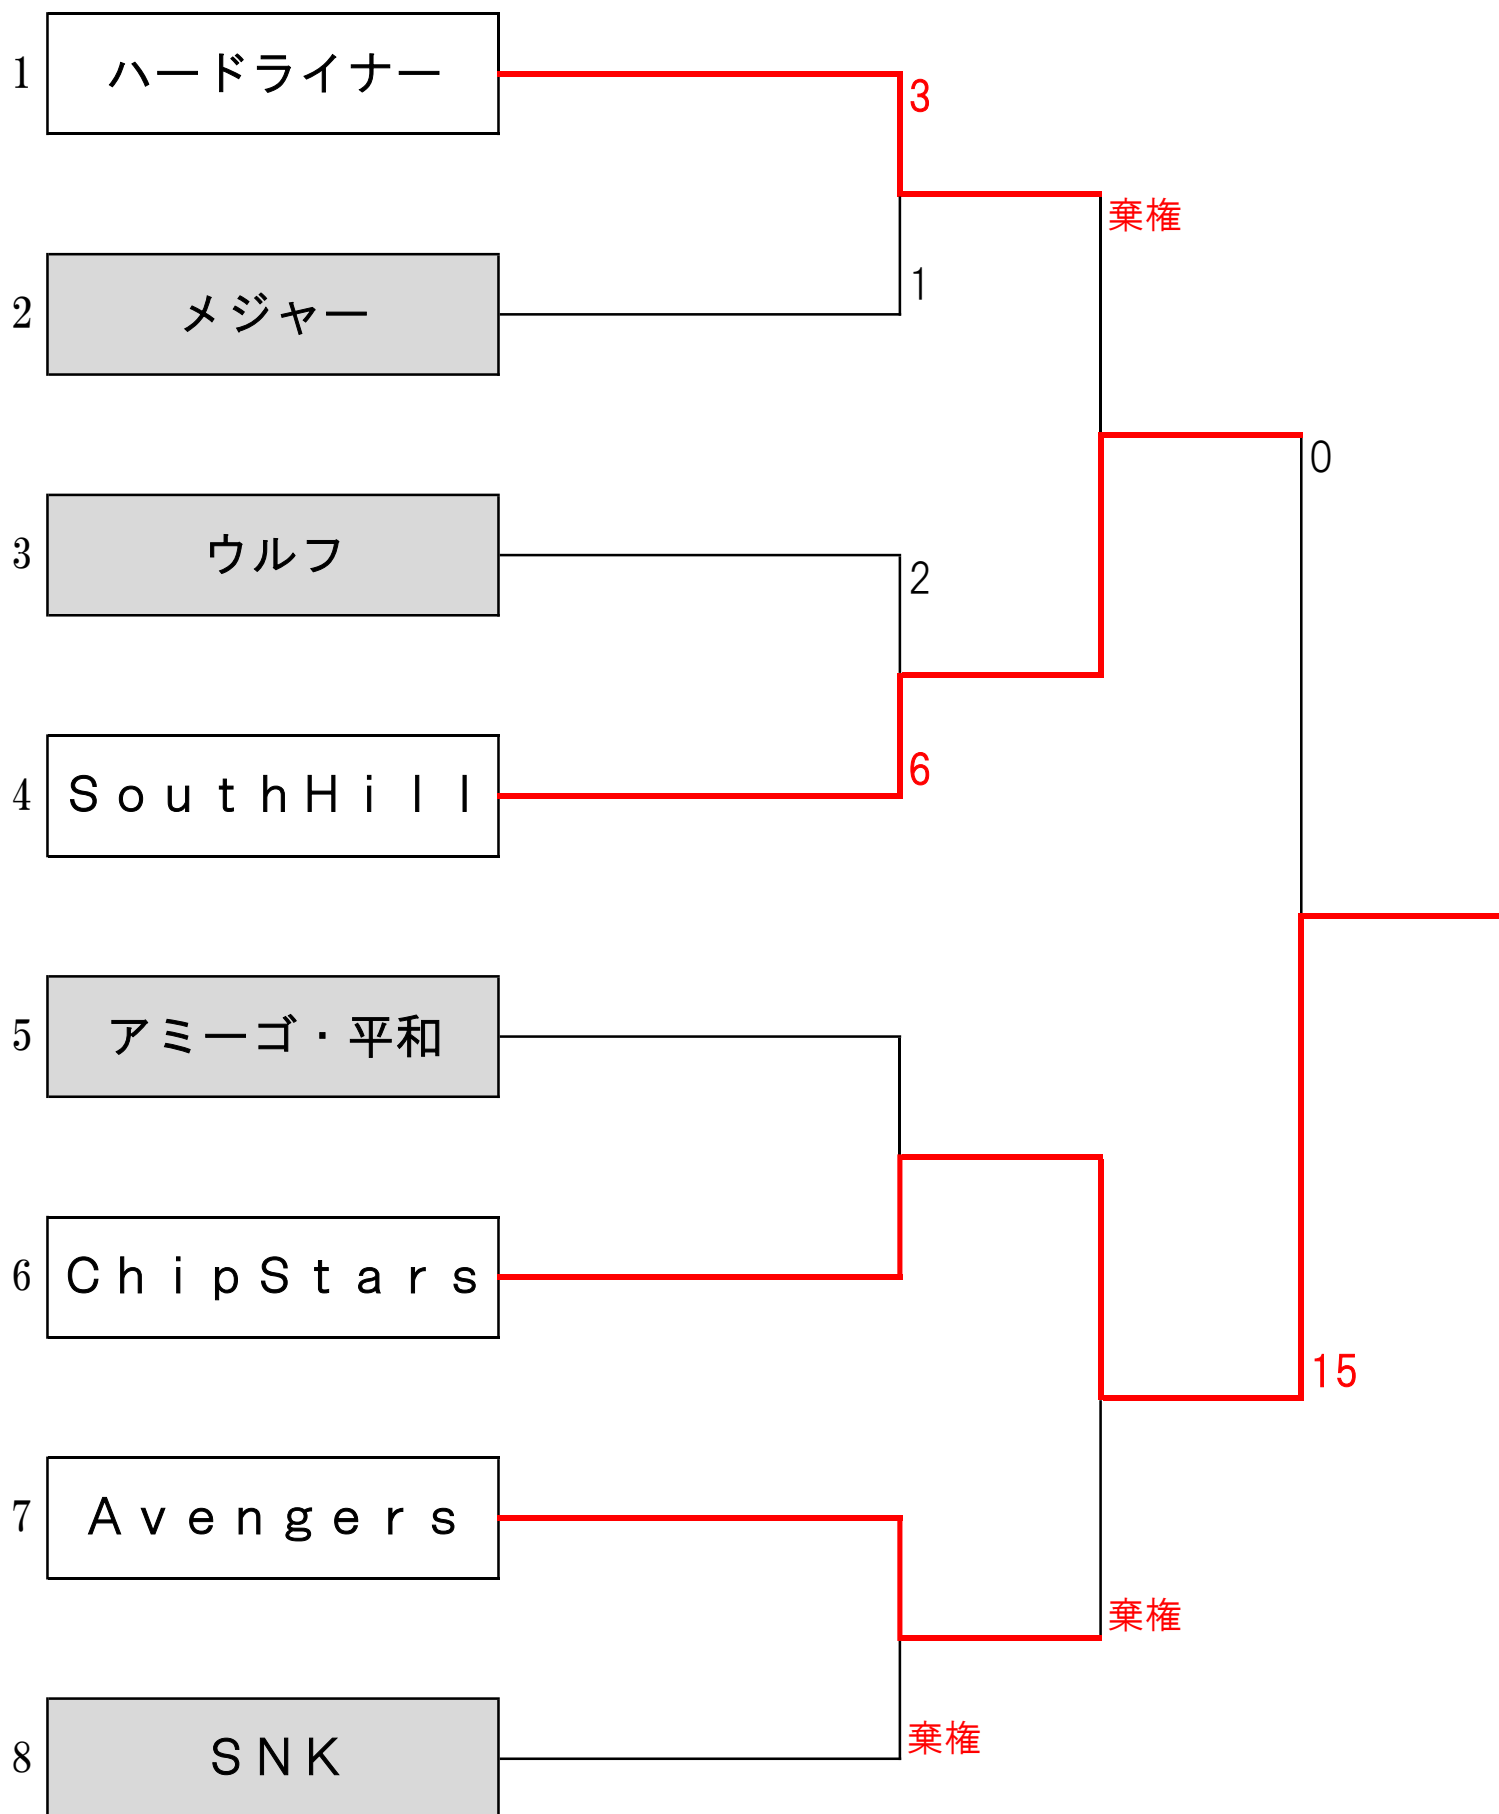 1 ハードライナー
3
棄権
2 メジャー
1
0
3 ウルフ
2
4 ＳｏｕｔｈＨｉｌｌ
6
5 アミーゴ・平和
6 ＣｈｉｐＳｔａｒｓ
15
7 Ａｖｅｎｇｅｒｓ
棄権
8 ＳＮＫ
棄権